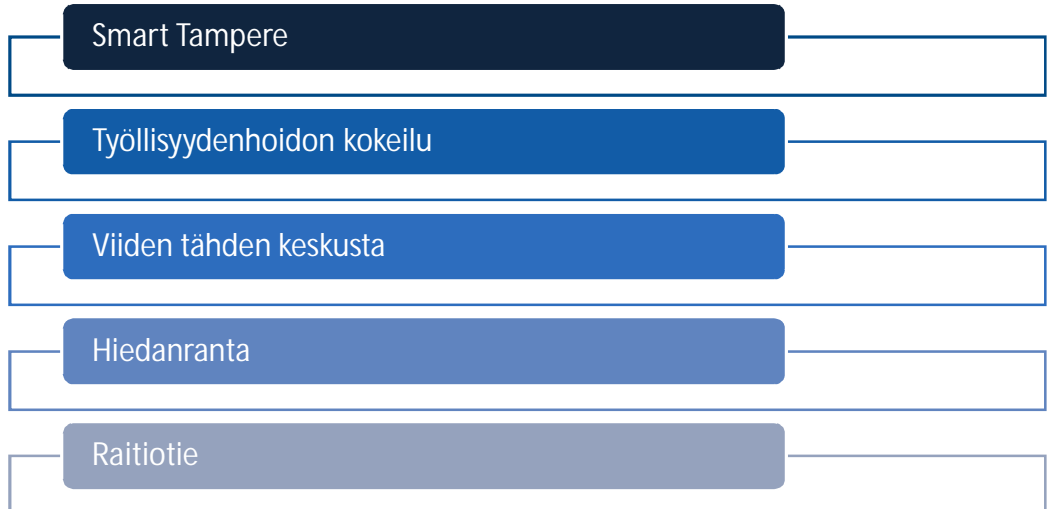 Smart Tampere
Työllisyydenhoidon kokeilu
Viiden tähden keskusta
Hiedanranta
Raitiotie